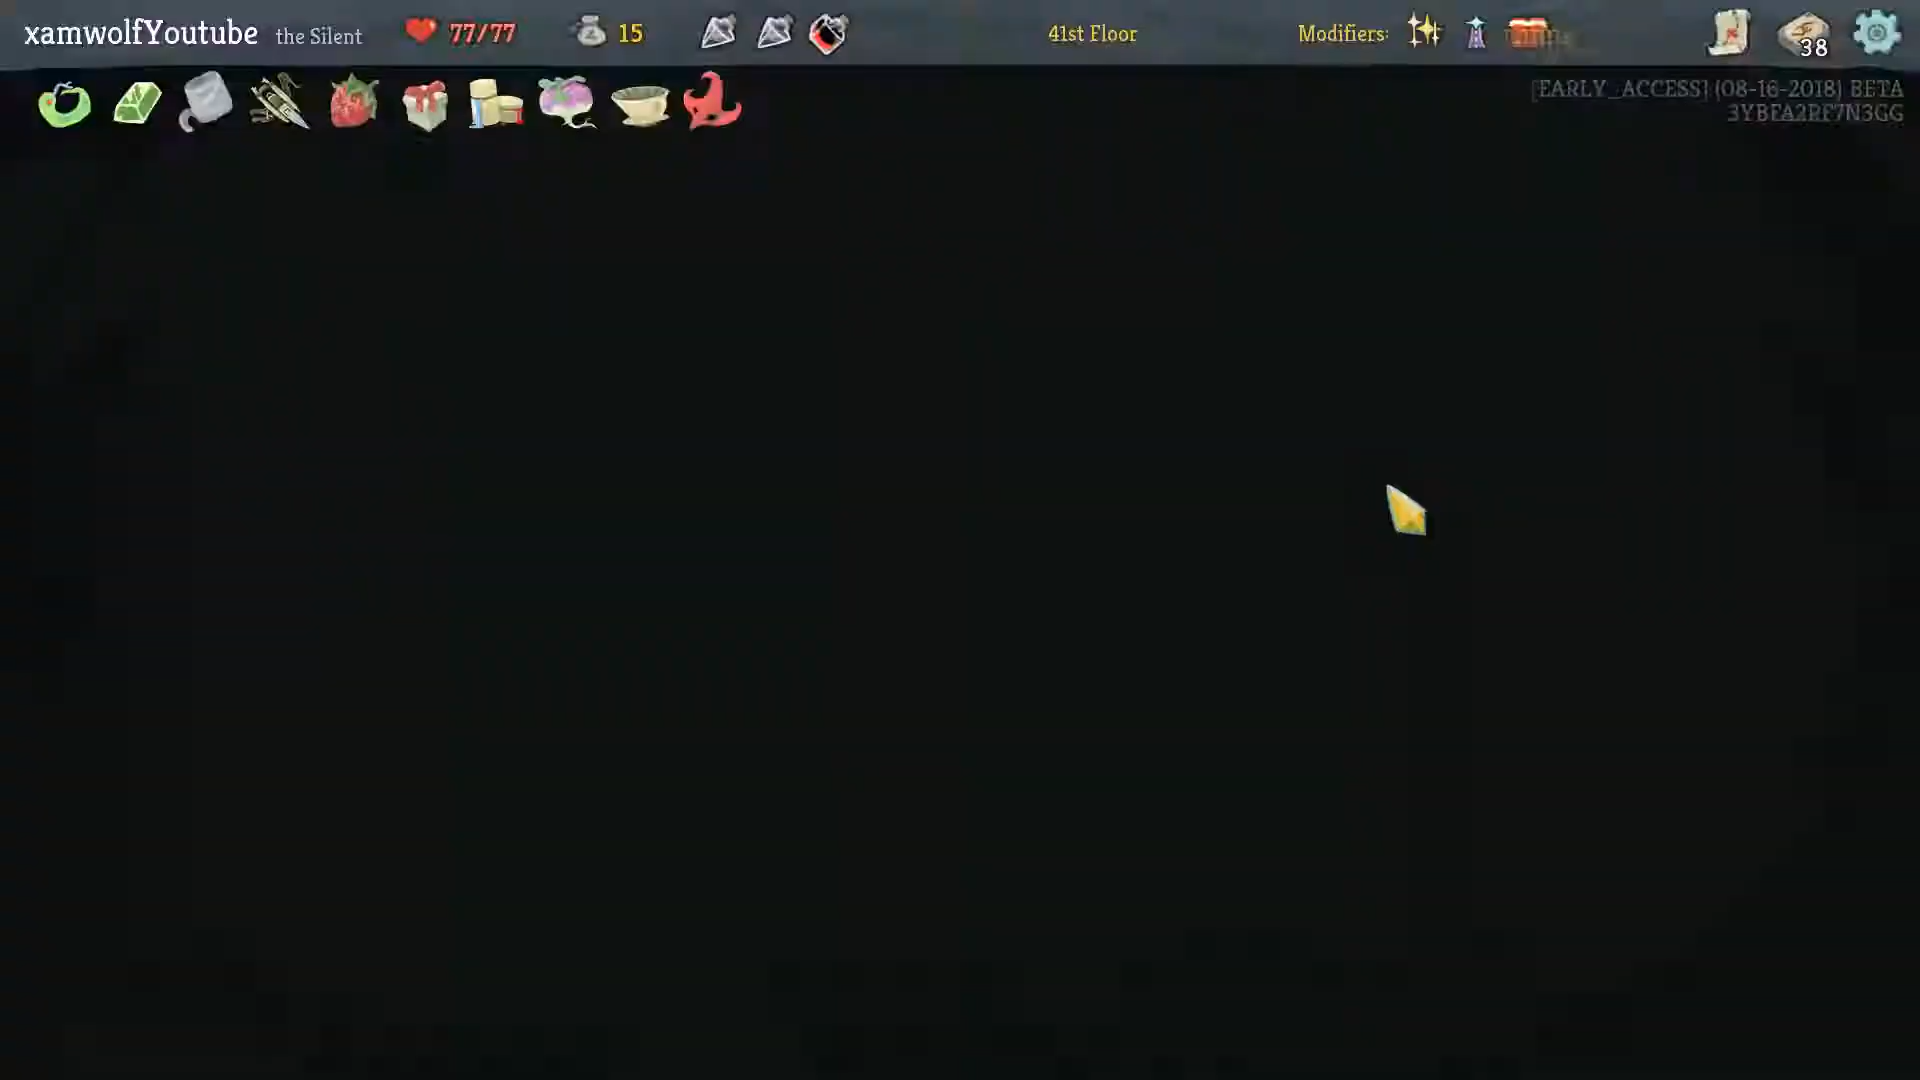 xamwolfYoutube the Silent 77/77 15 41st Floor Modifiers: 38
[EARLY_ACCESS] (08-16-2018) BETA
3YBFA2RF7N3GG